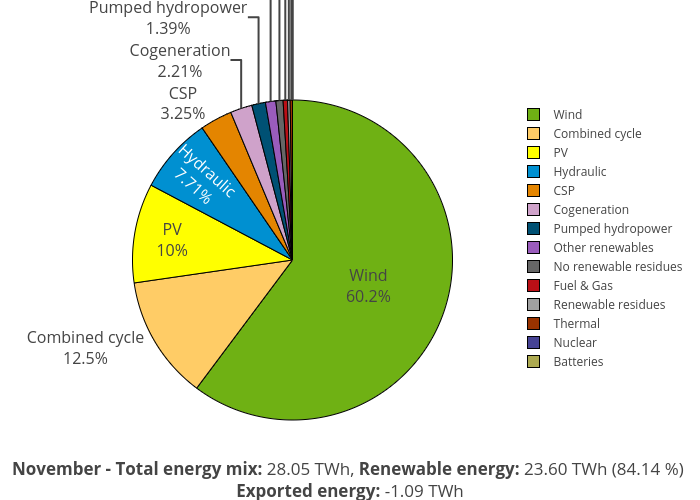 Pumped hydropower
1.39%
Cogeneration
2.21%
CSP
3.25%
Hydraulic
7.71%
PV
10%
Wind
60.2%
Combined cycle
12.5%
Wind
Combined cycle
PV
Hydraulic
CSP
Cogeneration
Pumped hydropower
Other renewables
No renewable residues
Fuel & Gas
Renewable residues
Thermal
Nuclear
Batteries
November - Total energy mix: 28.05 TWh, Renewable energy: 23.60 TWh (84.14 %)
Exported energy: -1.09 TWh